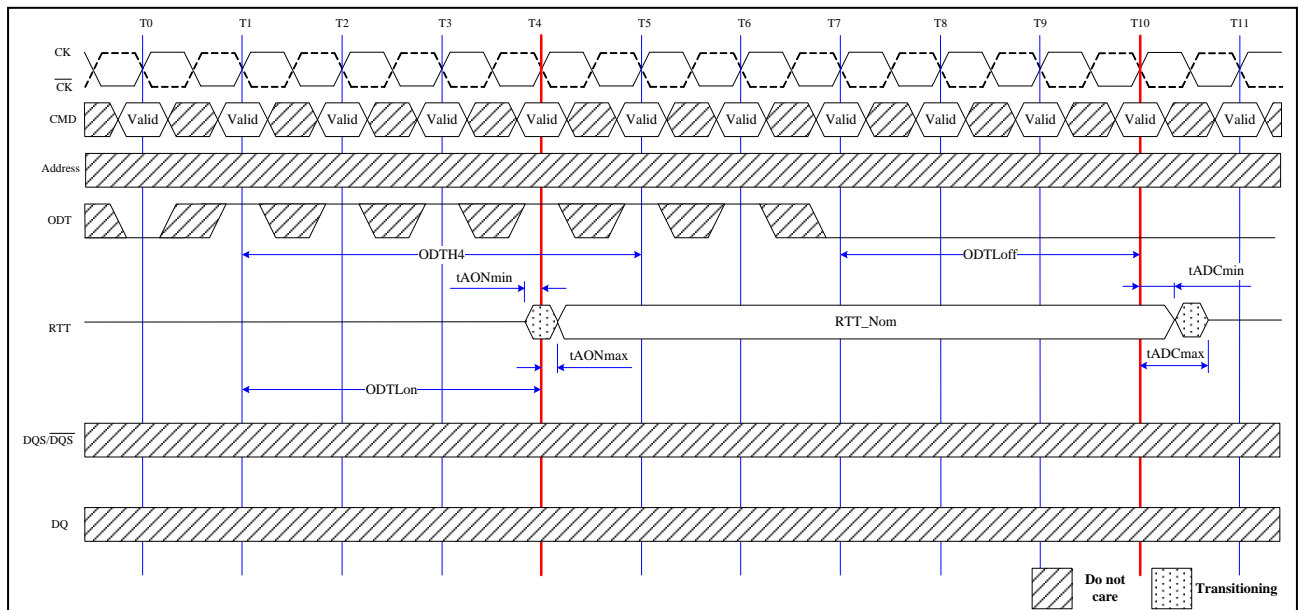 T0 T1 T2 T3 T4 T5 T6 T7 T8 T9 T10 T11
CK
C̅K̅
CMD Valid Valid Valid Valid Valid Valid Valid Valid Valid Valid Valid Valid
Address
ODT
ODTH4 ODTLoff
tAONmin tADCmin
RTT RTT_Nom
tAONmax tADCmax
ODTLon
DQS/D̅Q̅S̅
DQ
Do not care
Transitioning